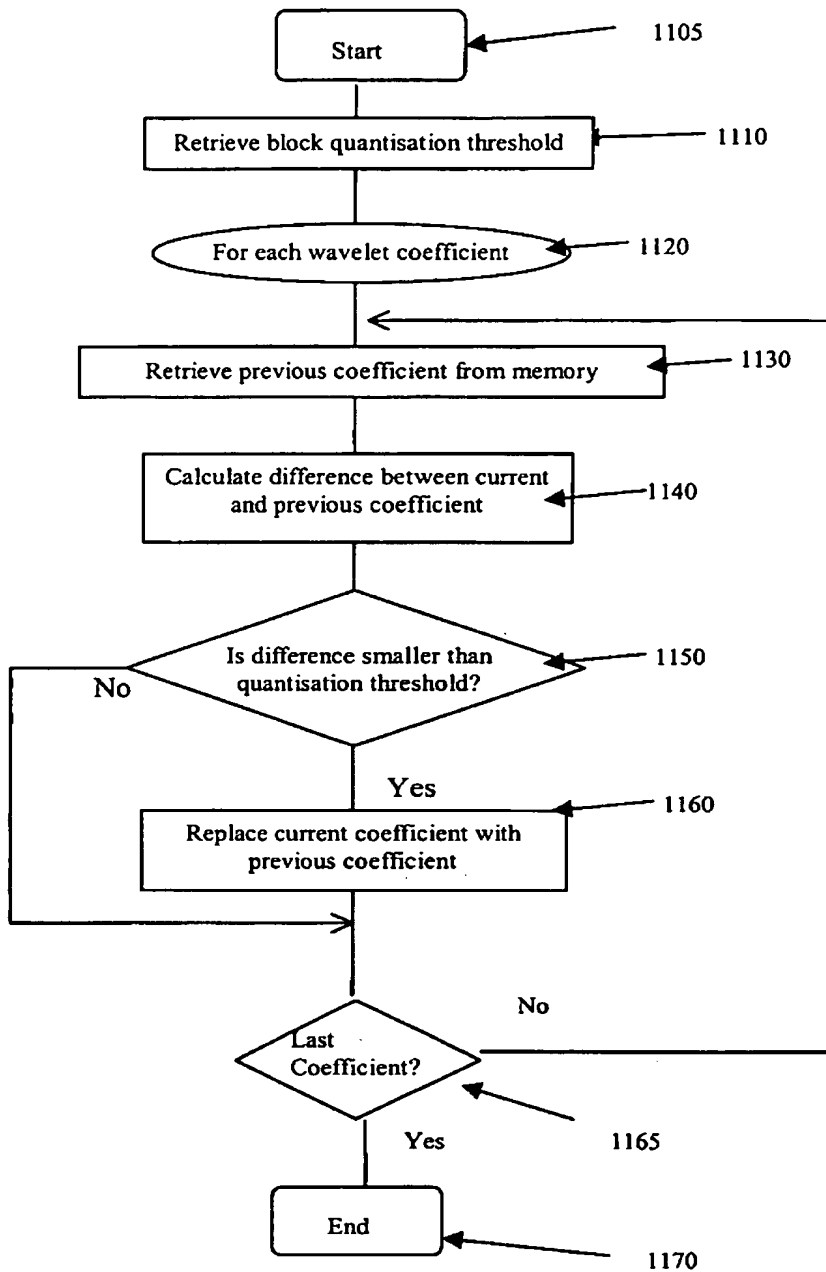 Start
1105
Retrieve block quantisation threshold
1110
For each wavelet coefficient
1120
Retrieve previous coefficient from memory
1130
Calculate difference between current
and previous coefficient
1140
Is difference smaller than
quantisation threshold?
1150
No
Yes
Replace current coefficient with
previous coefficient
1160
Last
Coefficient?
No
1165
Yes
End
1170